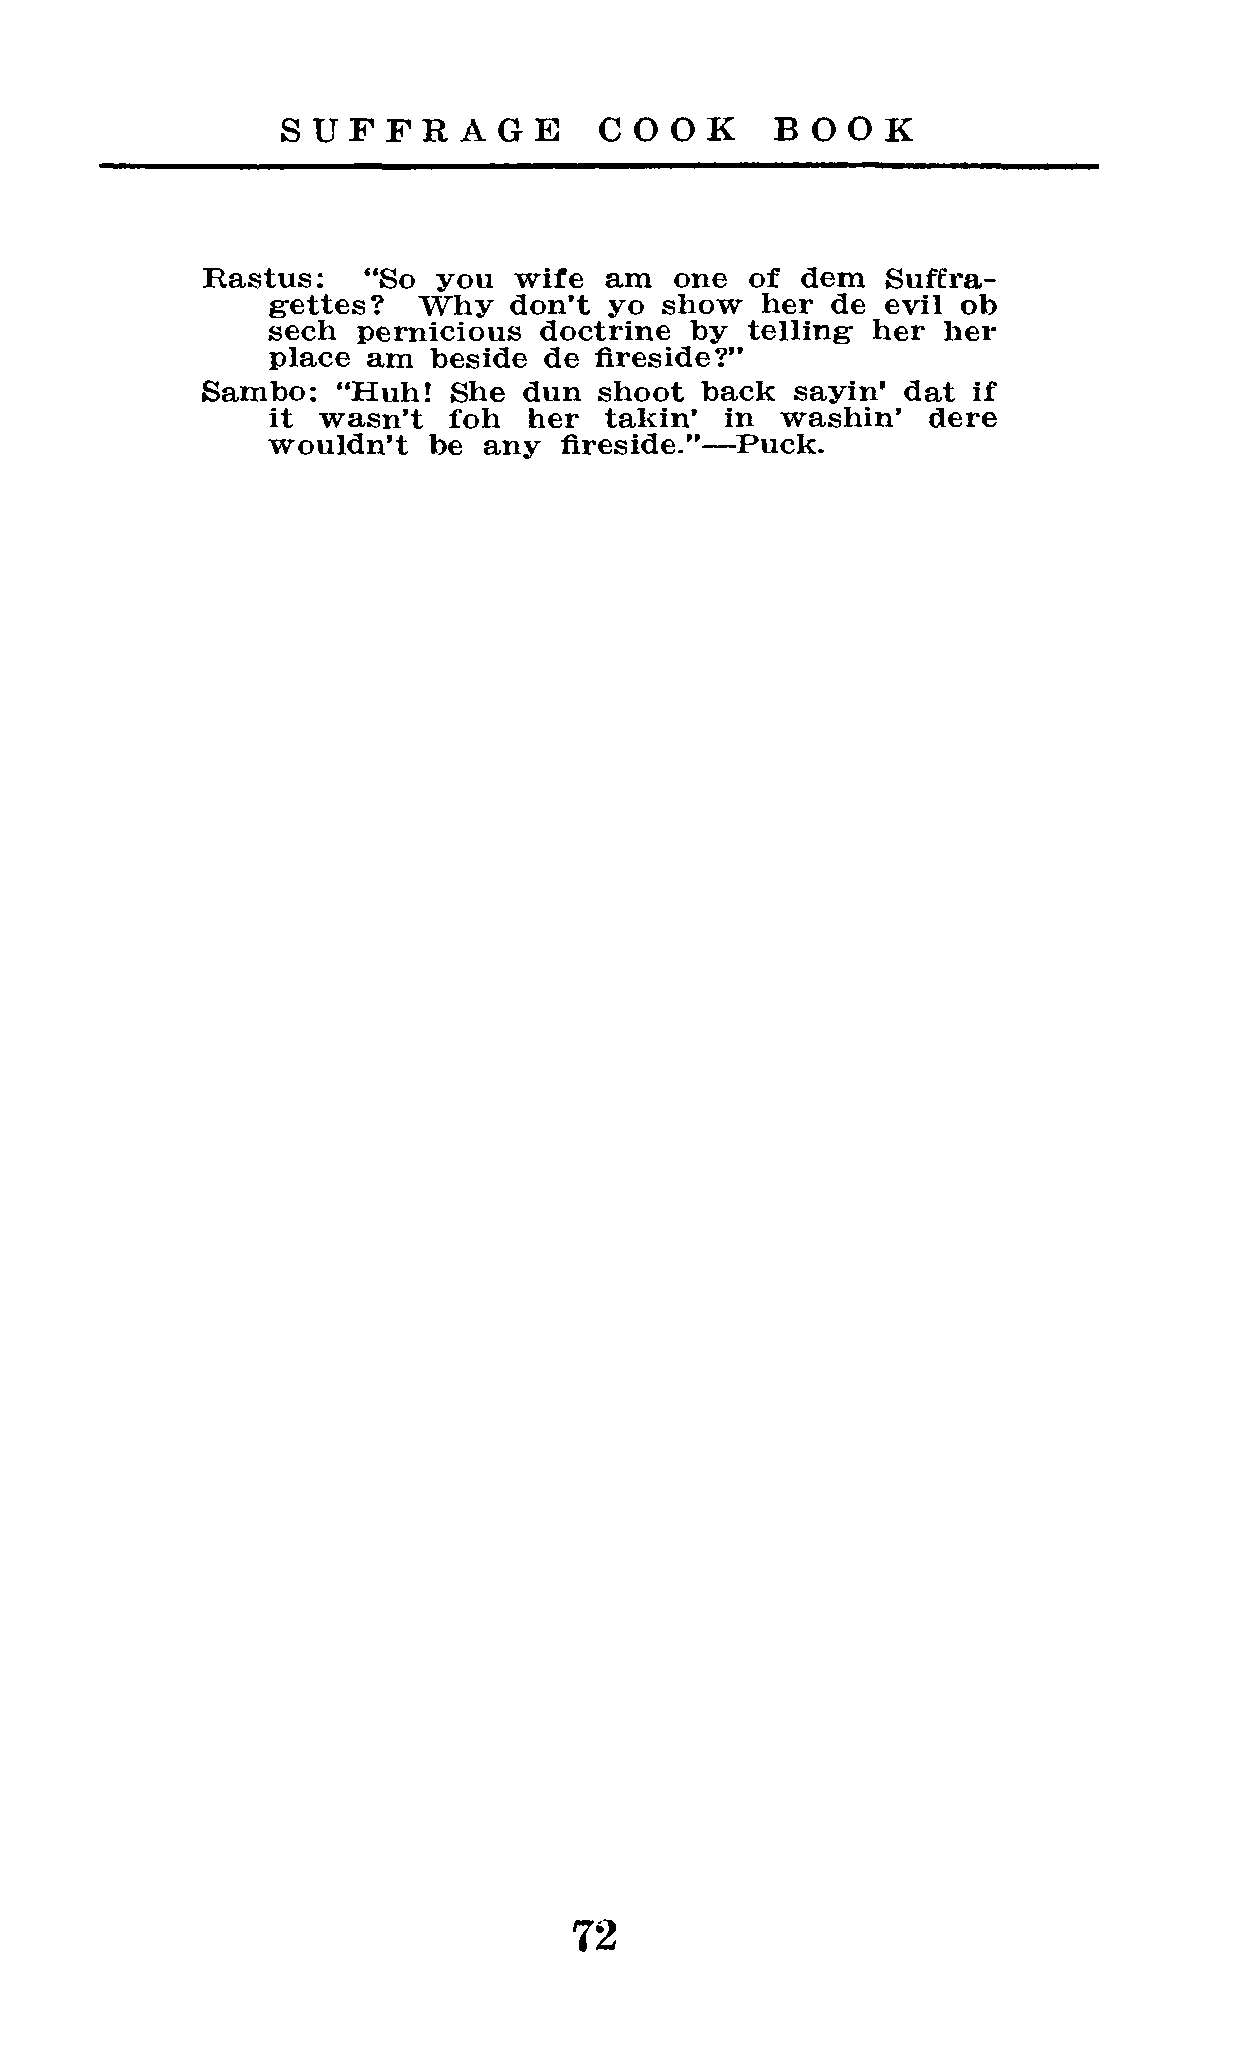 SUFFRAGE COOK BOOK
Rastus: “So you wife am one of dem Suffra-
gettes? Why don't yo show her de evil ob
sech pernicious doctrine by telling her her
place am beside de fireside?”
Sambo: “Huh! She dun shoot back sayin' dat if
it wasn't foh her takin' in washin' dere
wouldn't be any fireside.”—Puck.
72